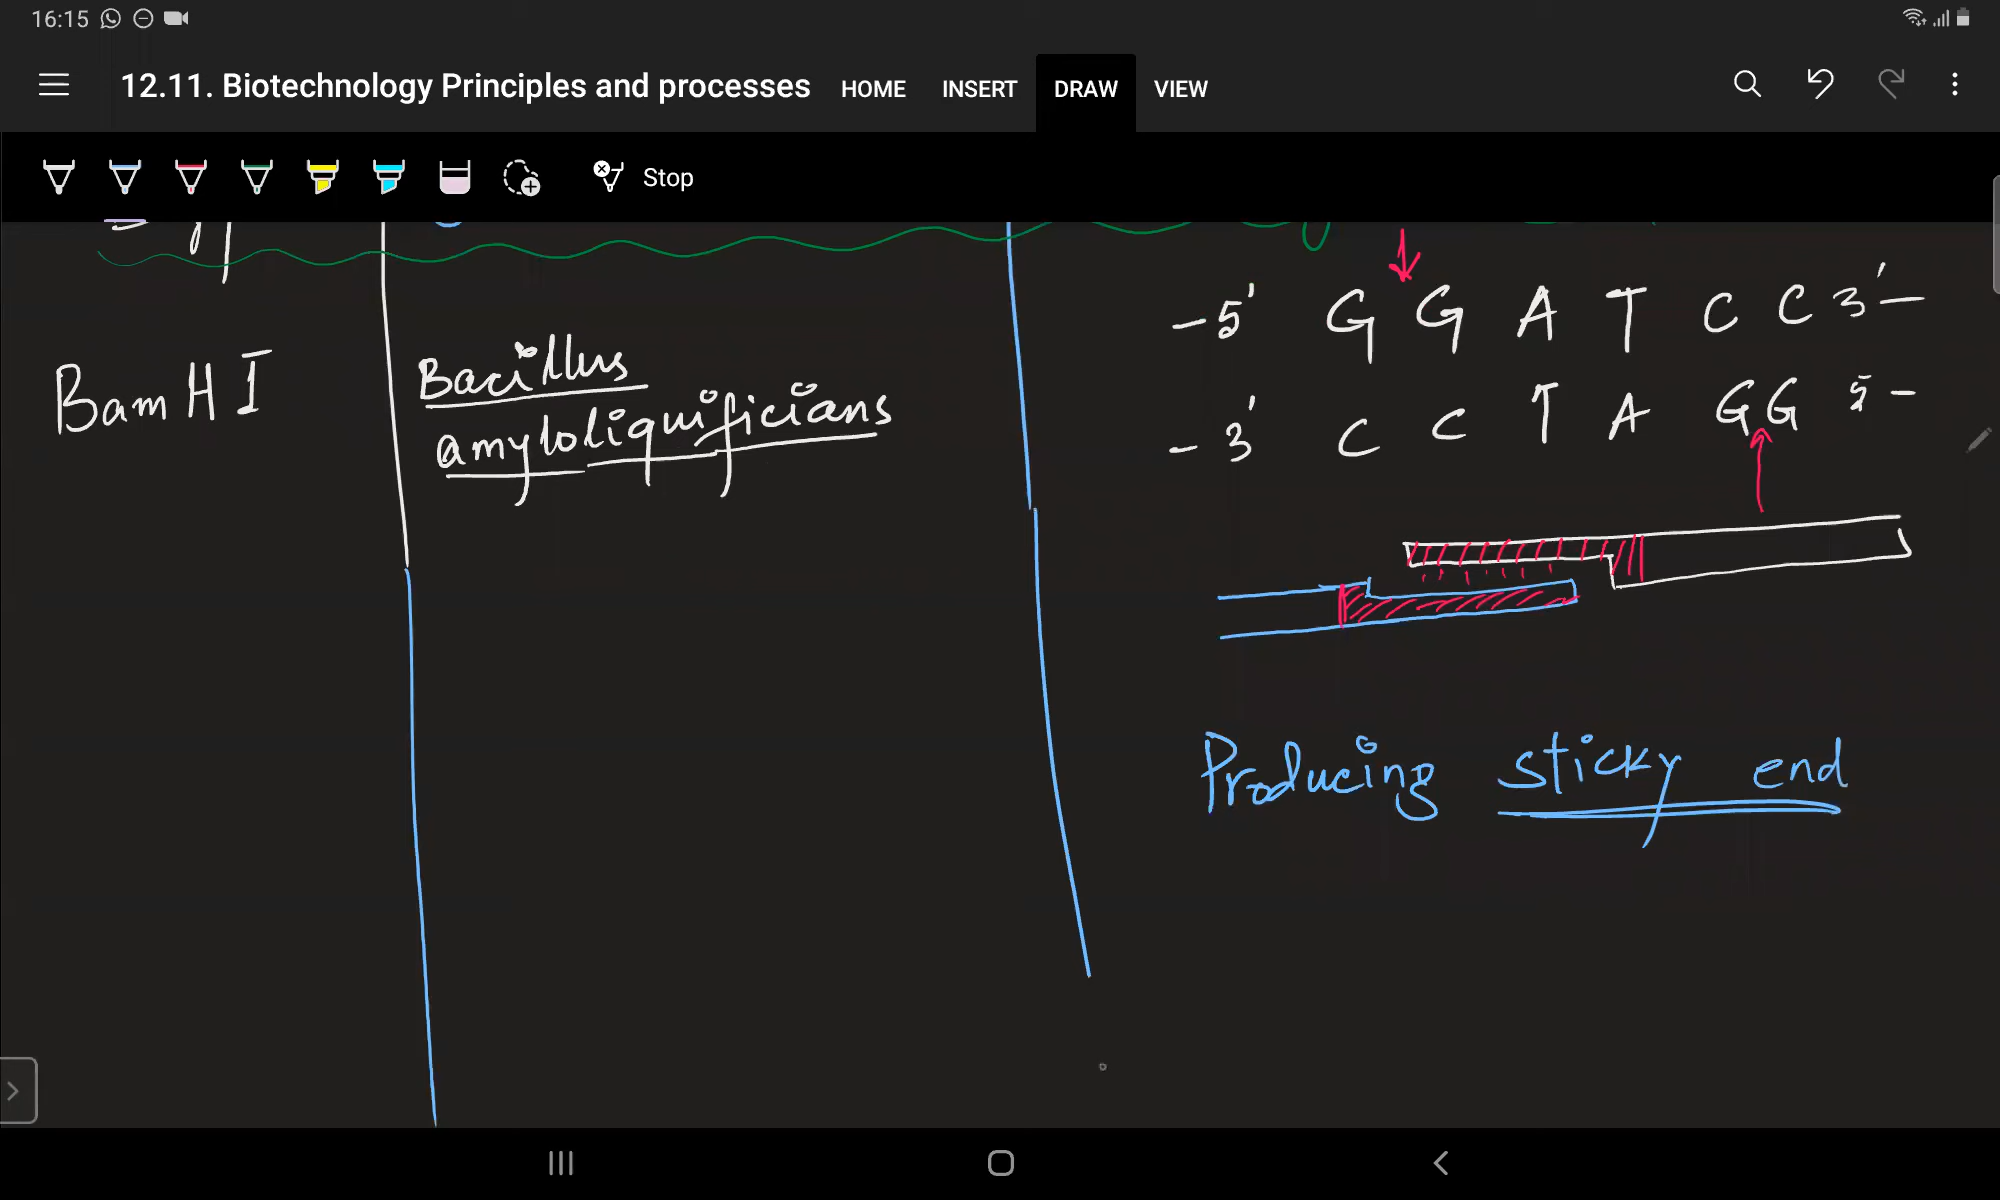 16:15
12.11. Biotechnology Principles and processes HOME INSERT DRAW VIEW
Stop
Bam H I
Bacillus
amyloliquificians
-5' G G A T C C 3'-
-3' C C T A G G 5-
Producing sticky end